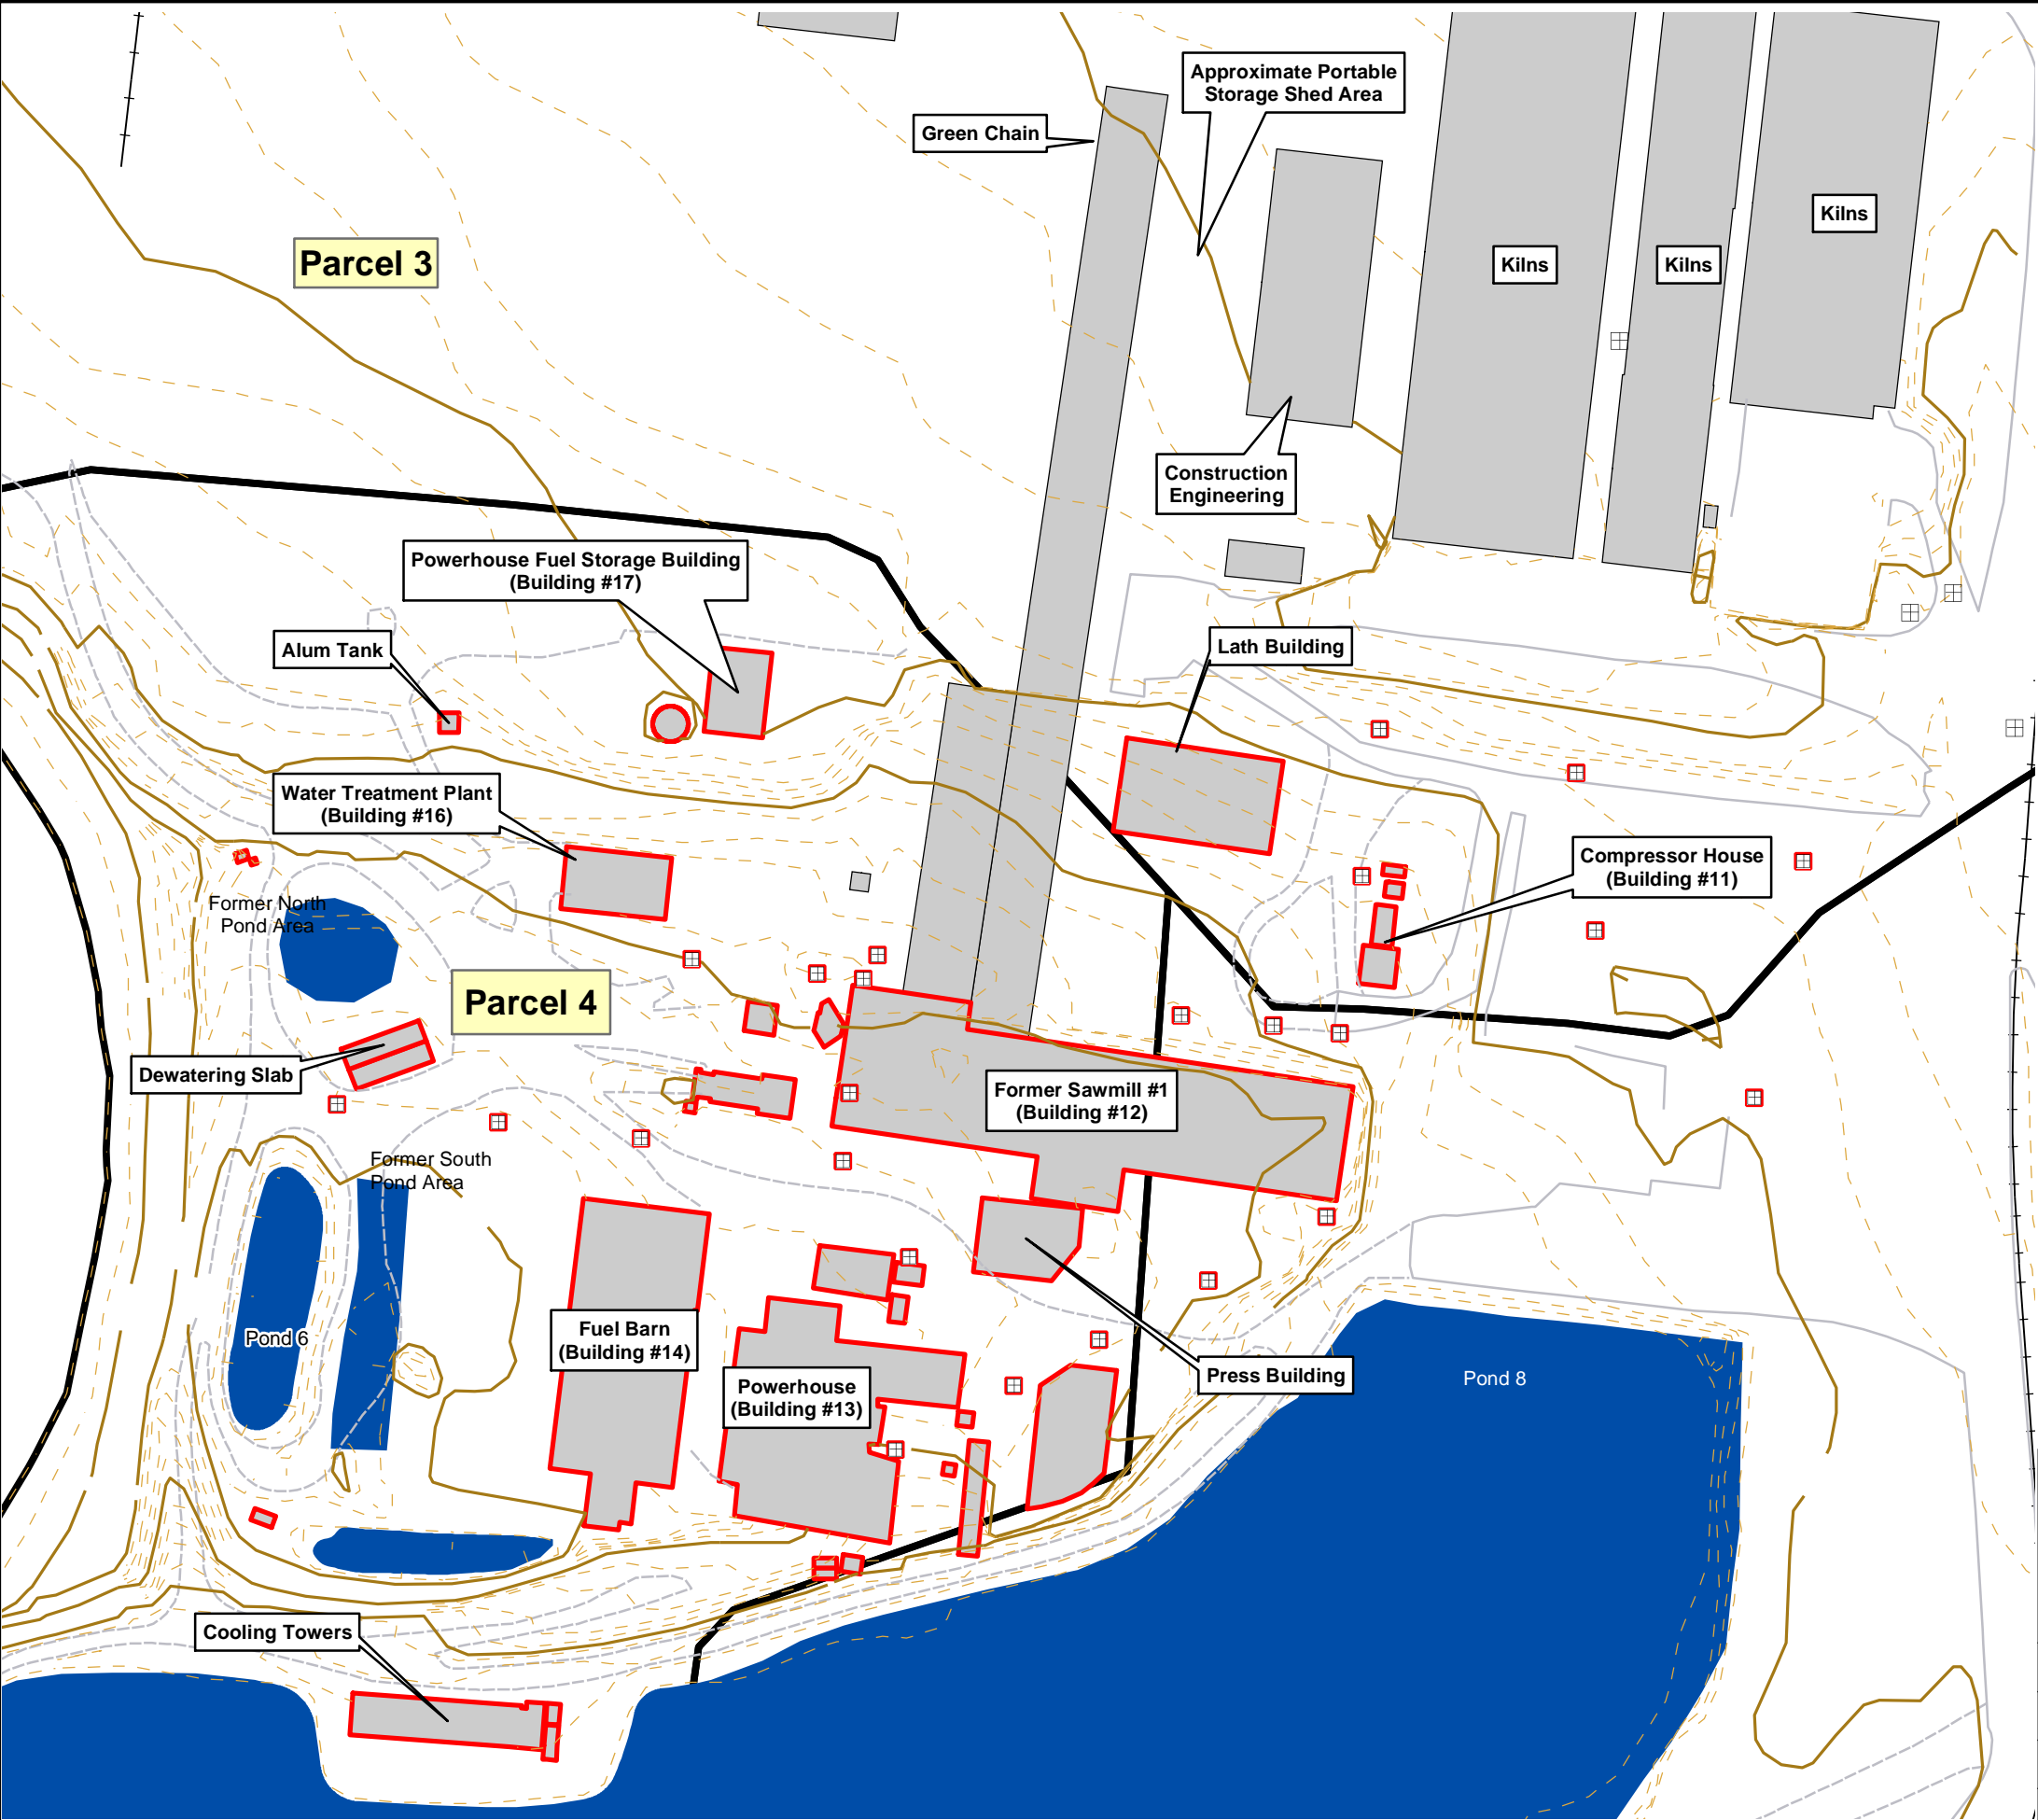 Approximate Portable
Storage Shed Area
Green Chain
Kilns
Kilns
Kilns
Parcel 3
Construction
Engineering
Powerhouse Fuel Storage Building
(Building #17)
Alum Tank
Lath Building
Water Treatment Plant
(Building #16)
Compressor House
(Building #11)
Former North
Pond Area
Parcel 4
Dewatering Slab
Former Sawmill #1
(Building #12)
Former South
Pond Area
Pond 6
Fuel Barn
(Building #14)
Powerhouse
(Building #13)
Press Building
Pond 8
Cooling Towers